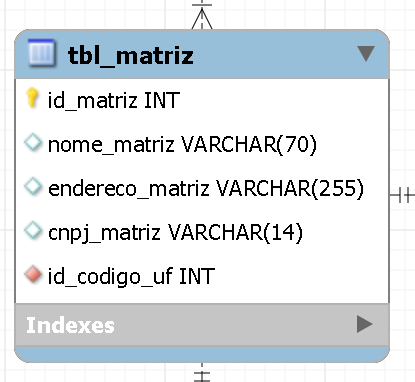 tbl_matriz
id_matriz INT
nome_matriz VARCHAR(70)
endereco_matriz VARCHAR(255)
cnpj_matriz VARCHAR(14)
id_codigo_uf INT
Indexes